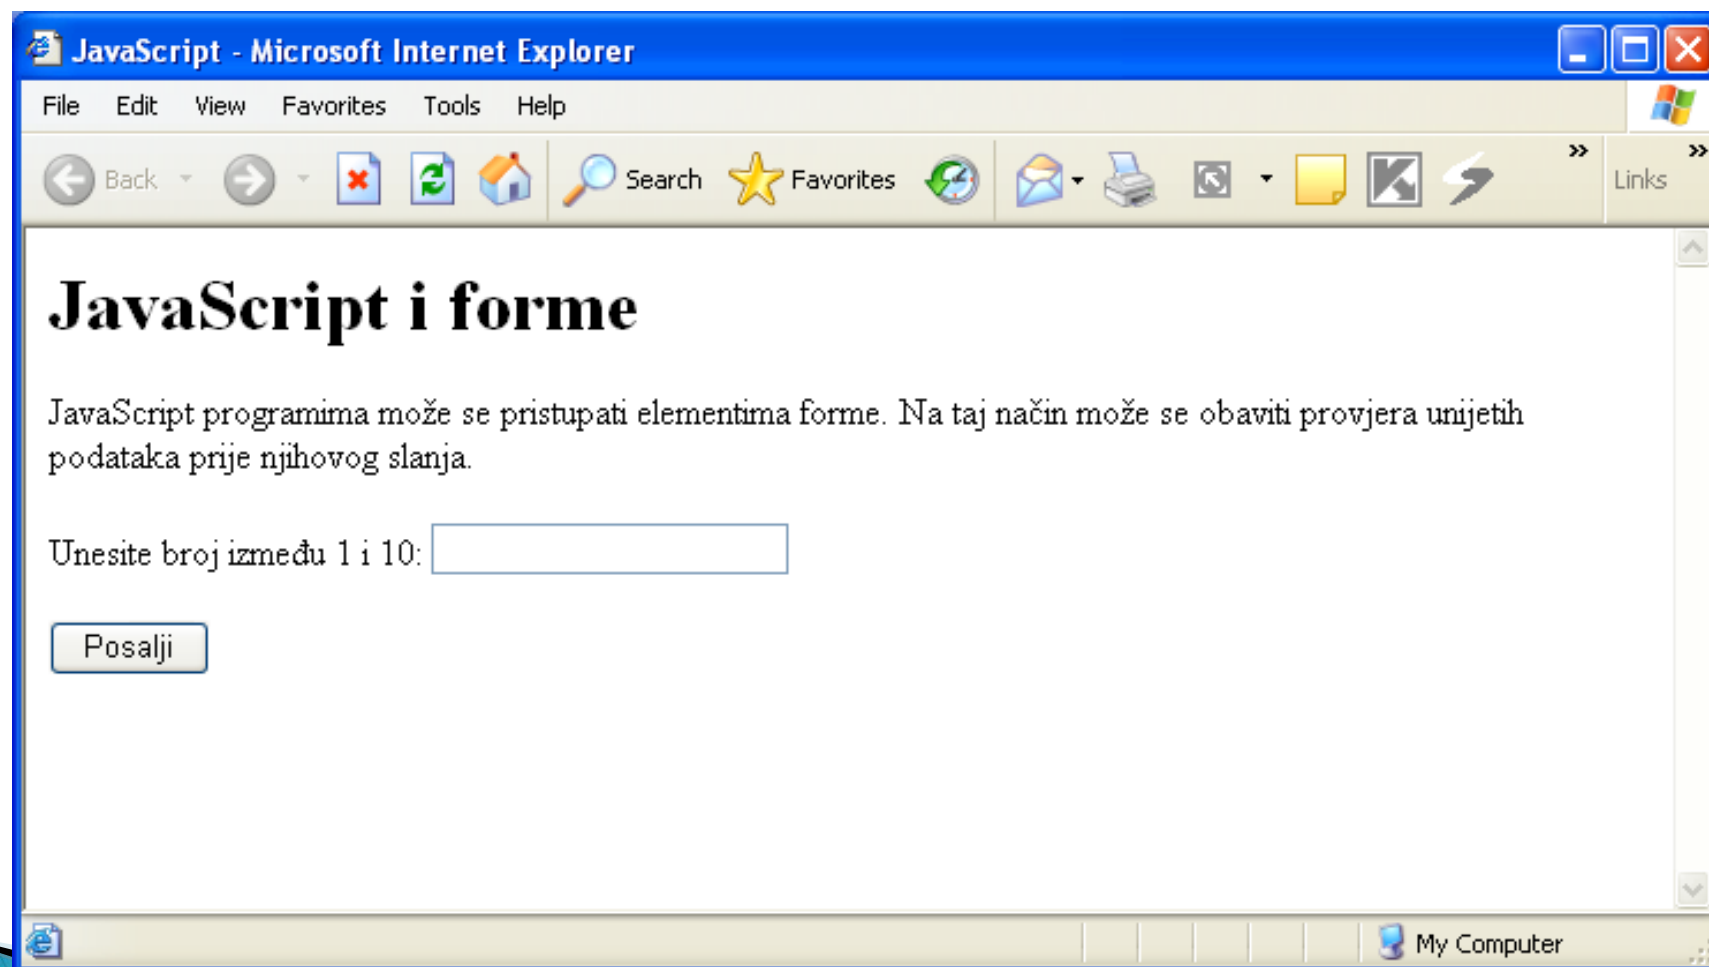 JavaScript - Microsoft Internet Explorer
File Edit View Favorites Tools Help
Back Search Favorites » Links »
JavaScript i forme
JavaScript programima može se pristupati elementima forme. Na taj način može se obaviti provjera unijetih
podataka prije njihovog slanja.
Unesite broj između 1 i 10:
Posalji
My Computer